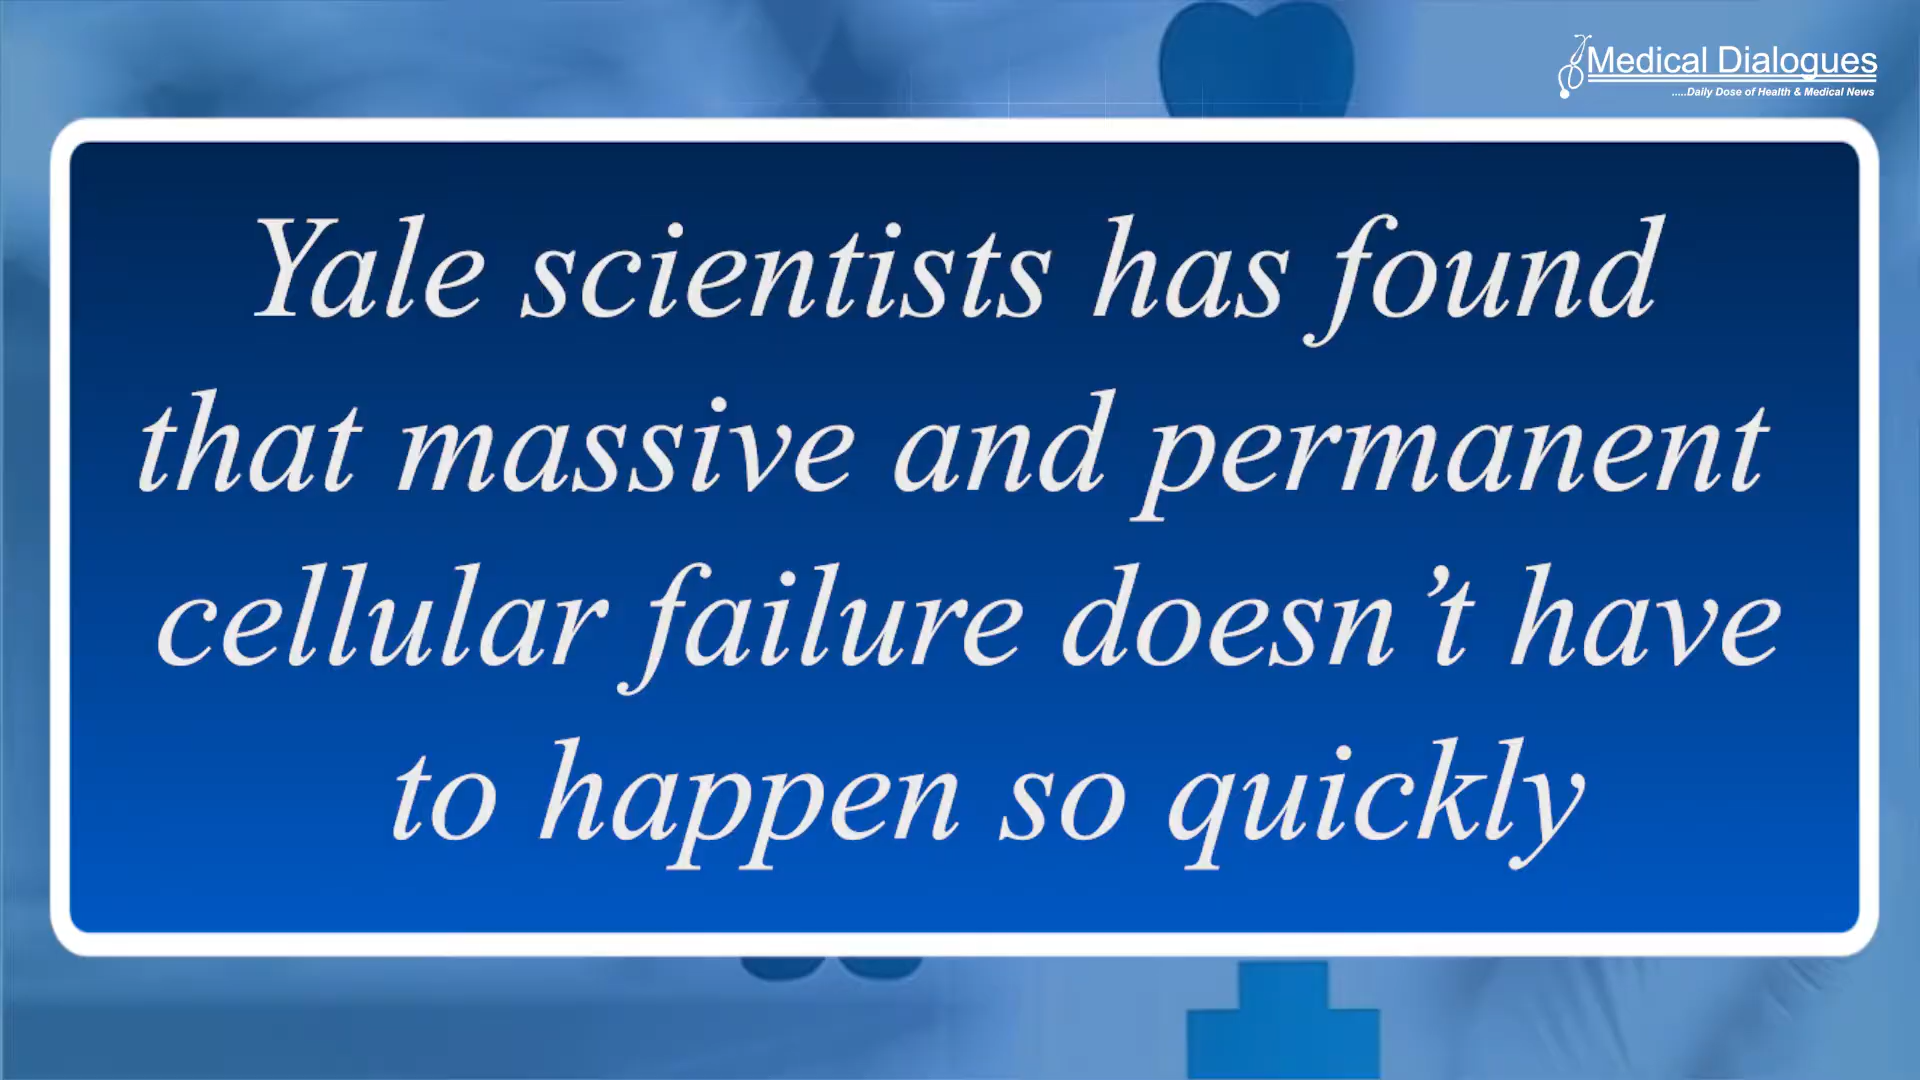 Medical Dialogues
.....Daily Dose of Health & Medical News
Yale scientists has found
that massive and permanent
cellular failure doesn’t have
to happen so quickly